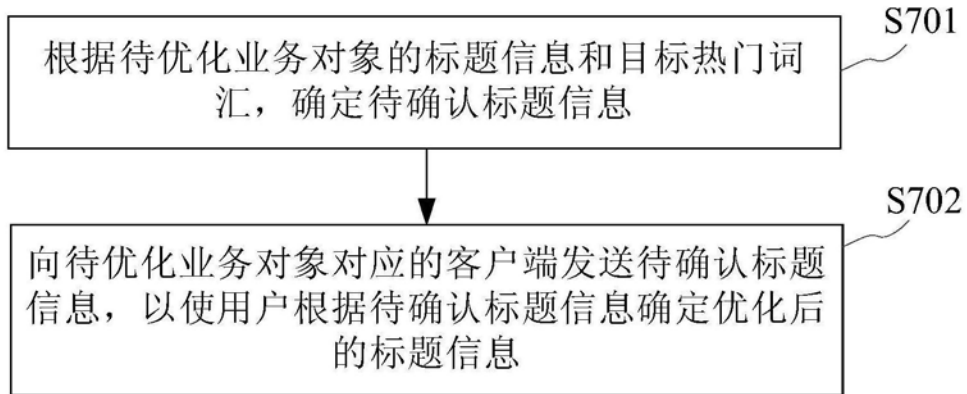 S701
根据待优化业务对象的标题信息和目标热门词
汇，确定待确认标题信息
S702
向待优化业务对象对应的客户端发送待确认标题
信息，以使用户根据待确认标题信息确定优化后
的标题信息